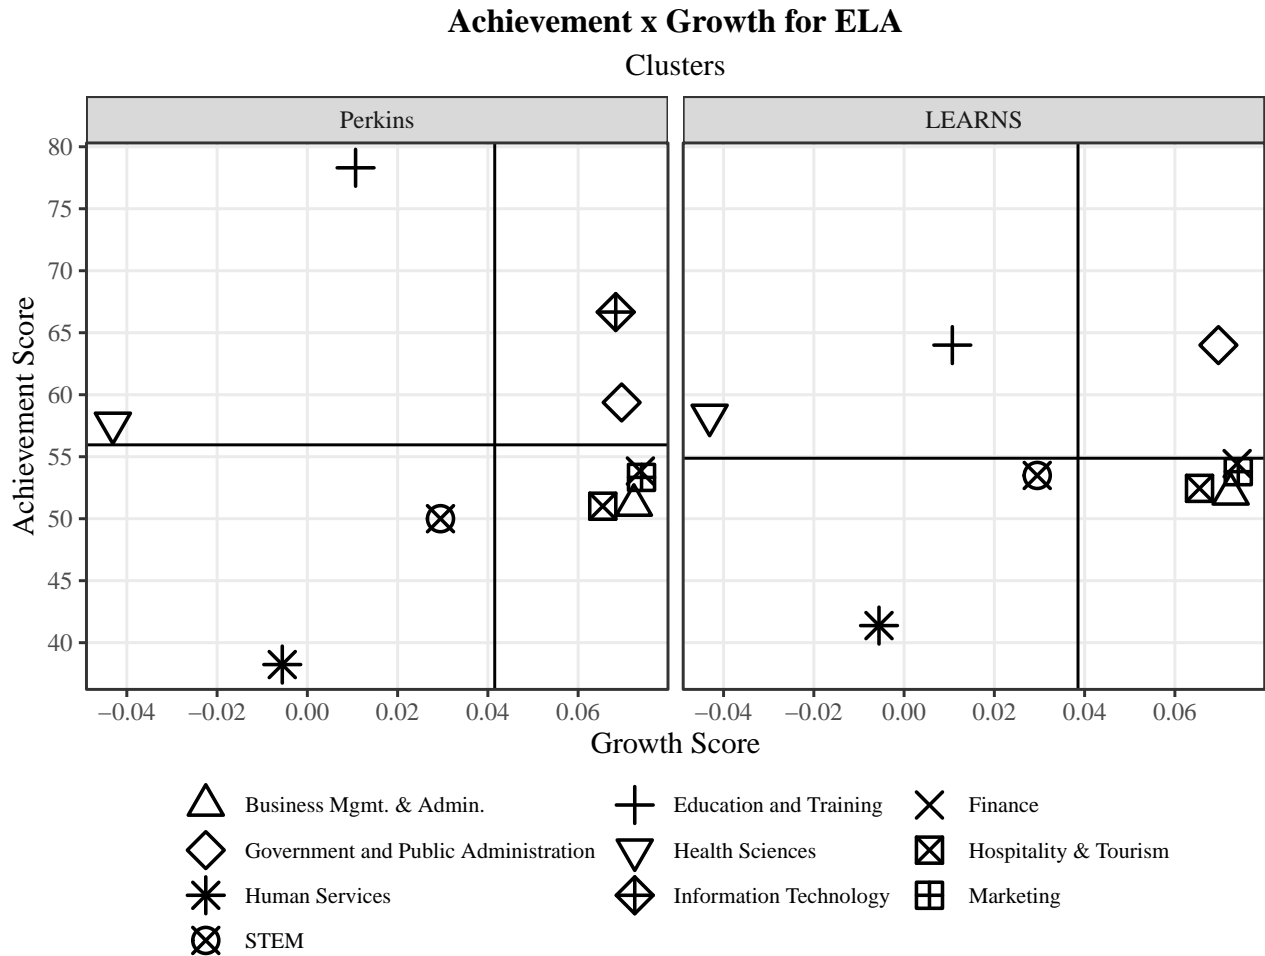 Achievement x Growth for ELA
Clusters
Perkins LEARNS
Achievement Score
80
75
70
65
60
55
50
45
40
−0.04 −0.02 0.00 0.02 0.04 0.06 −0.04 −0.02 0.00 0.02 0.04 0.06
Growth Score
Business Mgmt. & Admin. Education and Training Finance
Government and Public Administration Health Sciences Hospitality & Tourism
Human Services Information Technology Marketing
STEM